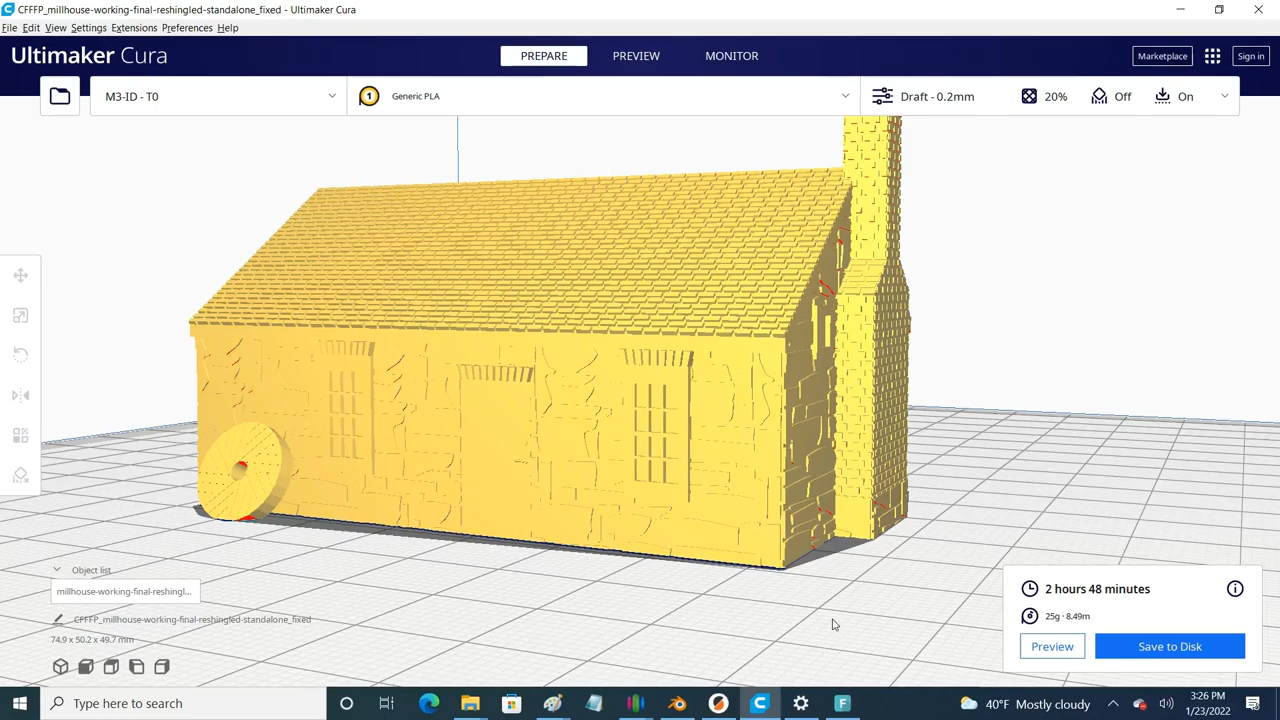 CFFFP_millhouse-working-final-reshingled-standalone_fixed - Ultimaker Cura
File Edit View Settings Extensions Preferences Help
Ultimaker Cura
PREPARE PREVIEW MONITOR
Marketplace Sign in
M3-ID - T0
1 Generic PLA
Draft - 0.2mm 20% Off On
Object list
millhouse-working-final-reshingl...
CFFFP_millhouse-working-final-reshingled-standalone_fixed
74.9 x 50.2 x 49.7 mm
2 hours 48 minutes
25g · 8.49m
Preview Save to Disk
Type here to search
40°F Mostly cloudy
3:26 PM
1/23/2022